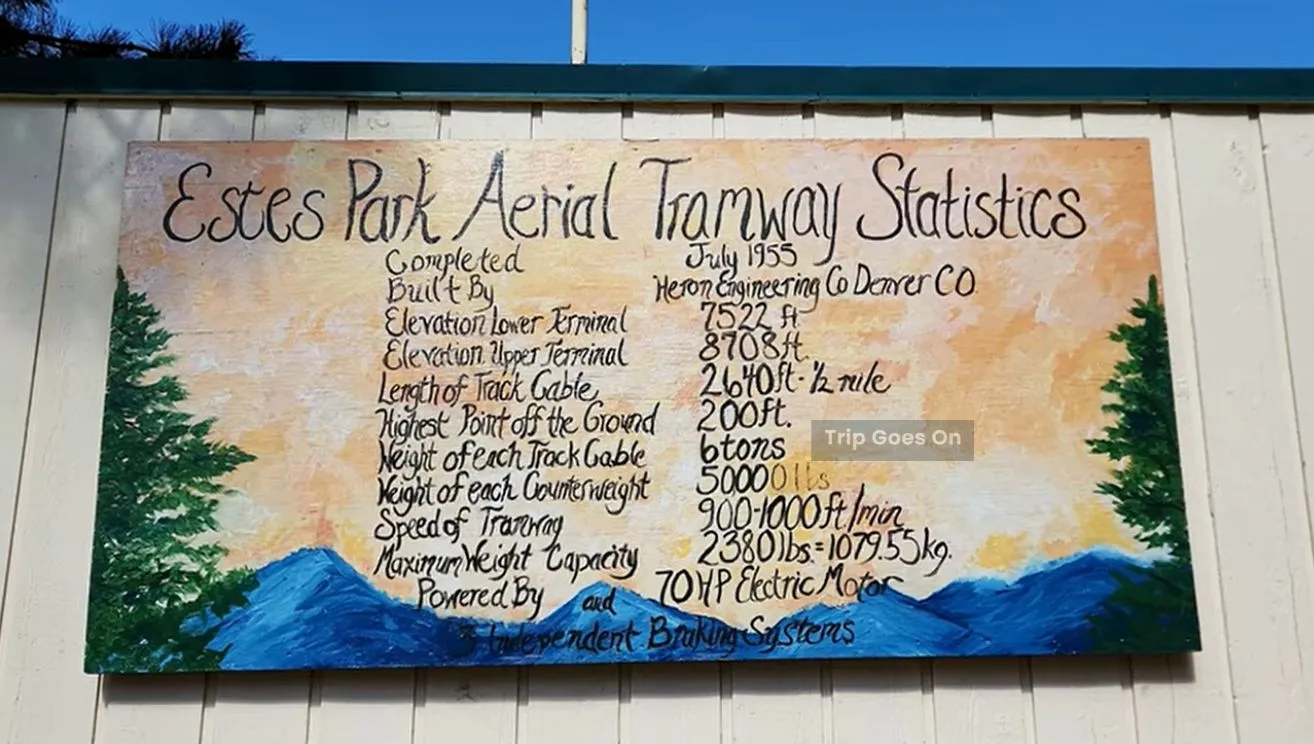 Estes Park Aerial Tramway Statistics
Completed July 1955
Built By Heron Engineering Co Denver CO.
Elevation Lower Terminal 7522 ft
Elevation Upper Terminal 8708 ft.
Length of Track Cable 2640 ft - 1/2 mile
Highest Point off the Ground 200 ft.
Weight of each Track Cable 6 tons
Trip Goes On
Weight of each Counterweight 50000 lbs
Speed of Tramway 900-1000 ft/min
Maximum Weight Capacity 2380 lbs. = 1079.55 kg.
Powered By 70 HP Electric Motor
and
Independent Braking Systems